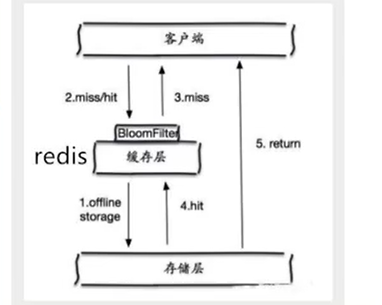 客户端
2.miss/hit
3.miss
BloomFilter
redis
缓存层
5. return
1.offline
storage
4.hit
存储层